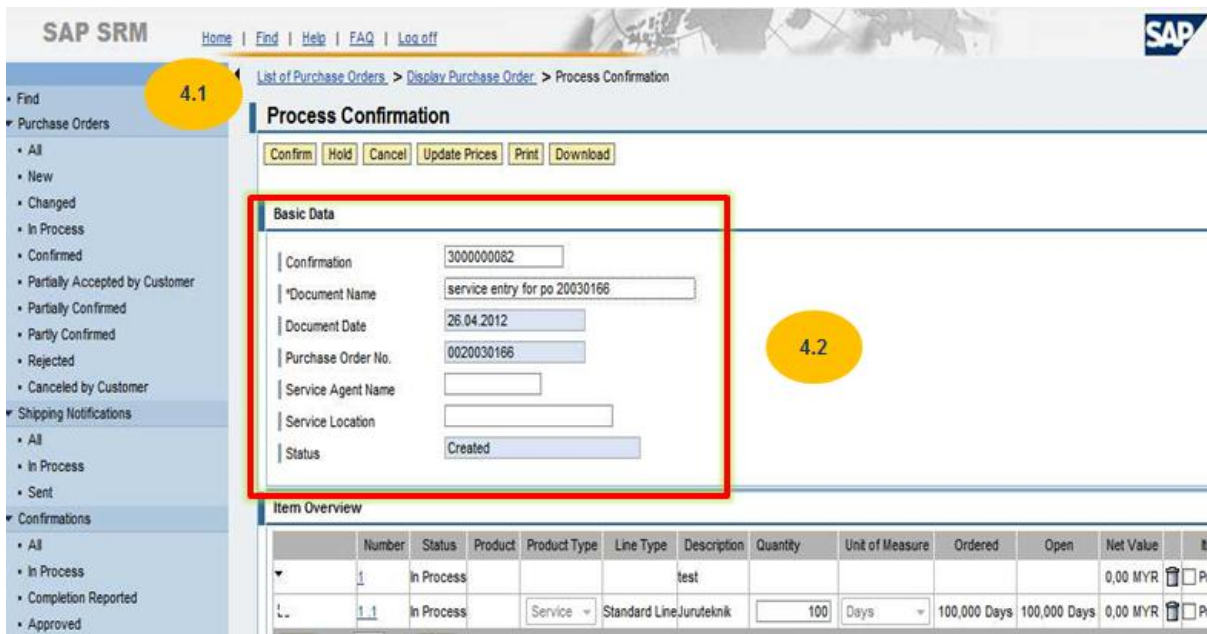 SAP SRM
Home | Find | Help | FAQ | Log off
SAP
4.1
List of Purchase Orders > Display Purchase Order > Process Confirmation
Find
Purchase Orders
All
New
Changed
In Process
Confirmed
Partially Accepted by Customer
Partially Confirmed
Partly Confirmed
Rejected
Canceled by Customer
Shipping Notifications
All
In Process
Sent
Confirmations
All
In Process
Completion Reported
Approved
Process Confirmation
Confirm Hold Cancel Update Prices Print Download
Basic Data
Confirmation 3000000082
*Document Name service entry for po 20030166
Document Date 26.04.2012
Purchase Order No. 0020030166
Service Agent Name
Service Location
Status Created
4.2
Item Overview
Number Status Product Product Type Line Type Description Quantity Unit of Measure Ordered Open Net Value
1 In Process test 0,00 MYR
1 .1 In Process Service Standard Line Juruteknik 100 Days 100,000 Days 100,000 Days 0,00 MYR